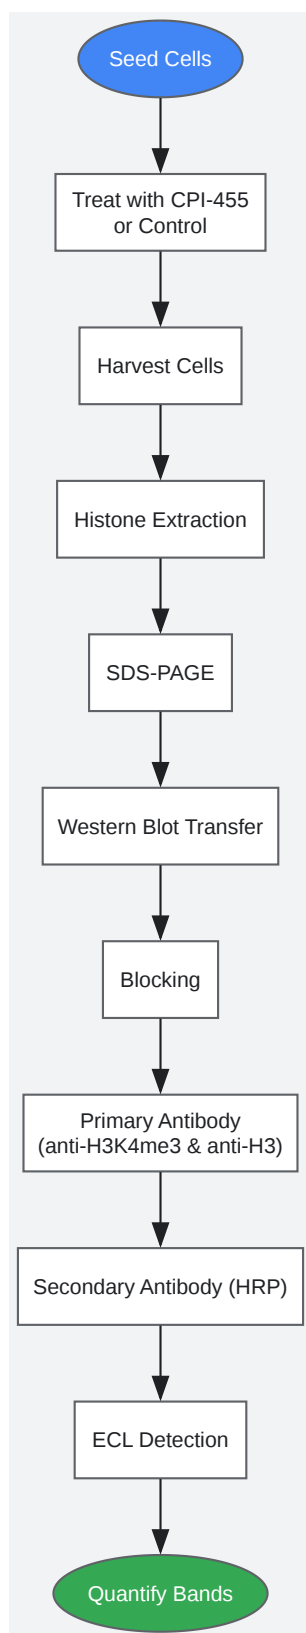 Seed Cells
Treat with CPI-455
or Control
Harvest Cells
Histone Extraction
SDS-PAGE
Western Blot Transfer
Blocking
Primary Antibody
(anti-H3K4me3 & anti-H3)
Secondary Antibody (HRP)
ECL Detection
Quantify Bands